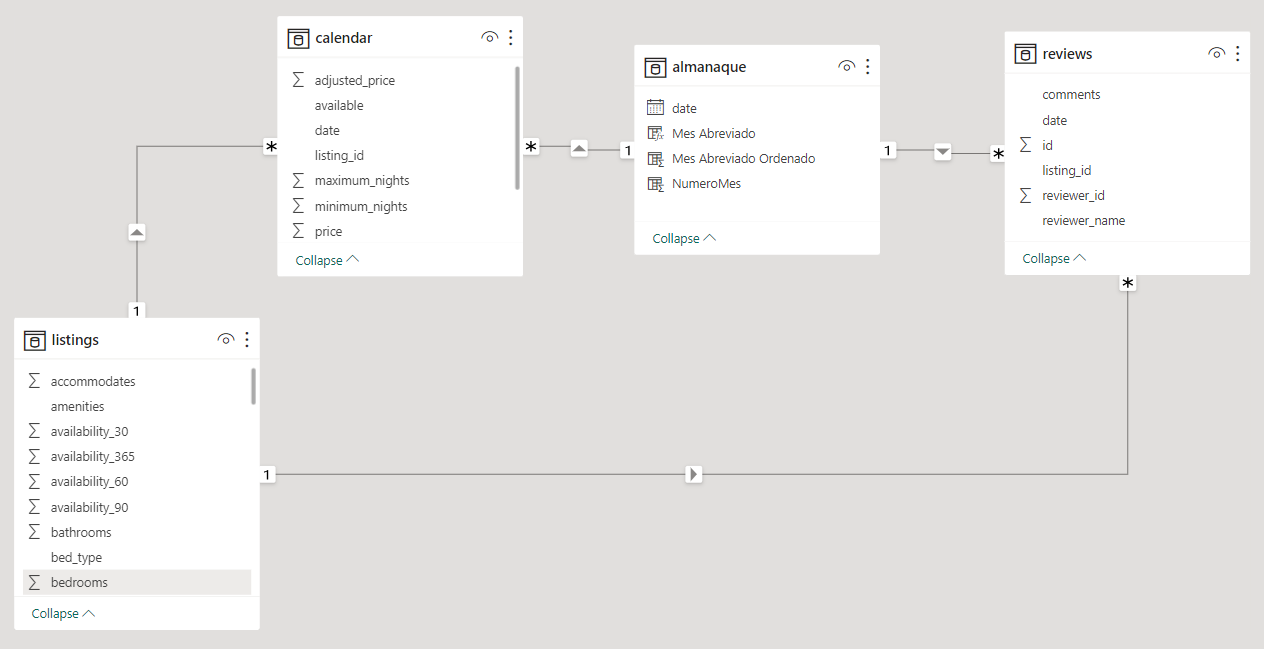 calendar
adjusted_price
available
date
listing_id
maximum_nights
minimum_nights
price
Collapse
almanaque
date
Mes Abreviado
Mes Abreviado Ordenado
NumeroMes
Collapse
reviews
comments
date
id
listing_id
reviewer_id
reviewer_name
Collapse
*
*
1
1
*
1
*
listings
accommodates
amenities
availability_30
availability_365
availability_60
availability_90
bathrooms
bed_type
bedrooms
Collapse
1